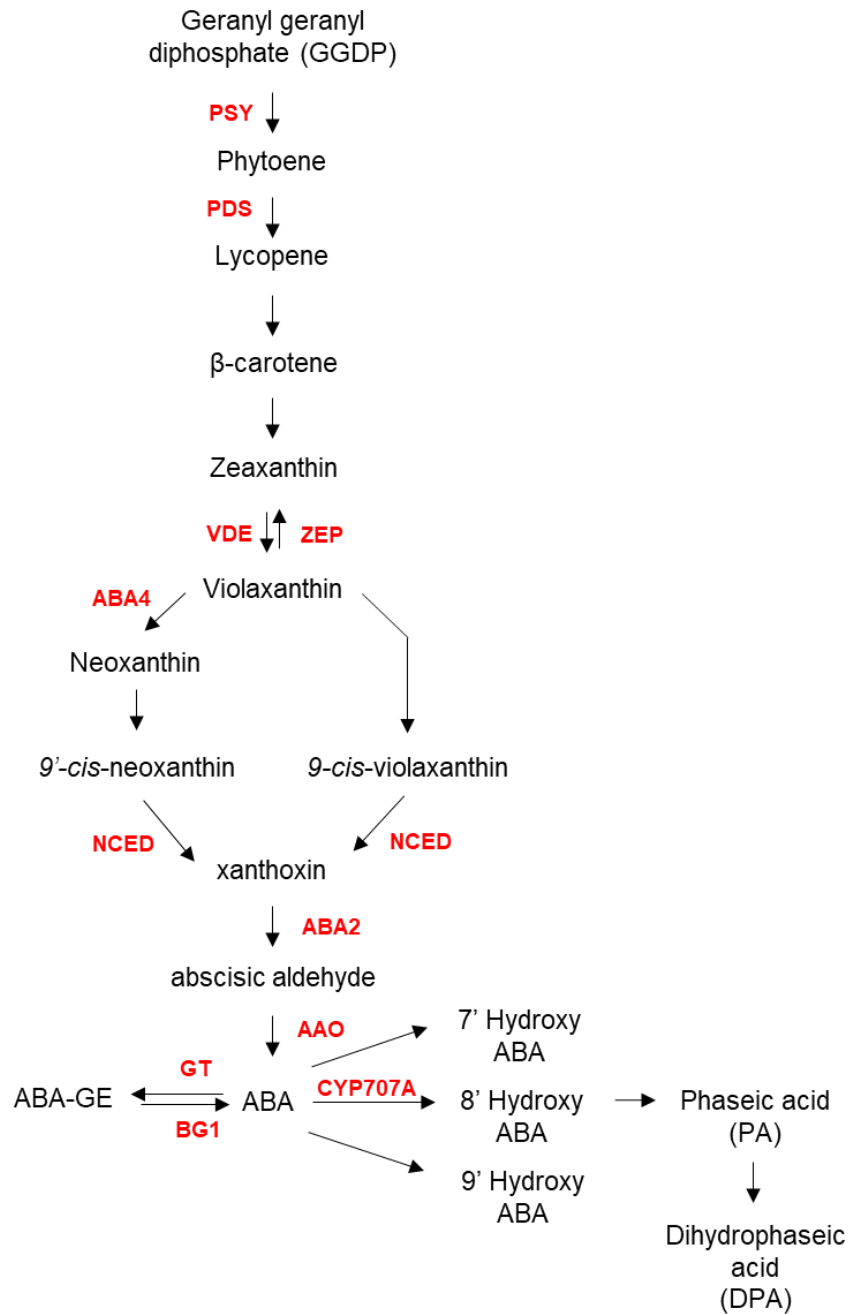 Geranyl geranyl
diphosphate (GGDP)
PSY
Phytoene
PDS
Lycopene
β-carotene
Zeaxanthin
VDE
ZEP
Violaxanthin
ABA4
Neoxanthin
9'-cis-neoxanthin
9-cis-violaxanthin
NCED
NCED
xanthoxin
ABA2
abscisic aldehyde
AAO
7' Hydroxy
ABA
GT
CYP707A
ABA-GE
ABA
BG1
8' Hydroxy
ABA
Phaseic acid
(PA)
9' Hydroxy
ABA
Dihydrophaseic
acid
(DPA)